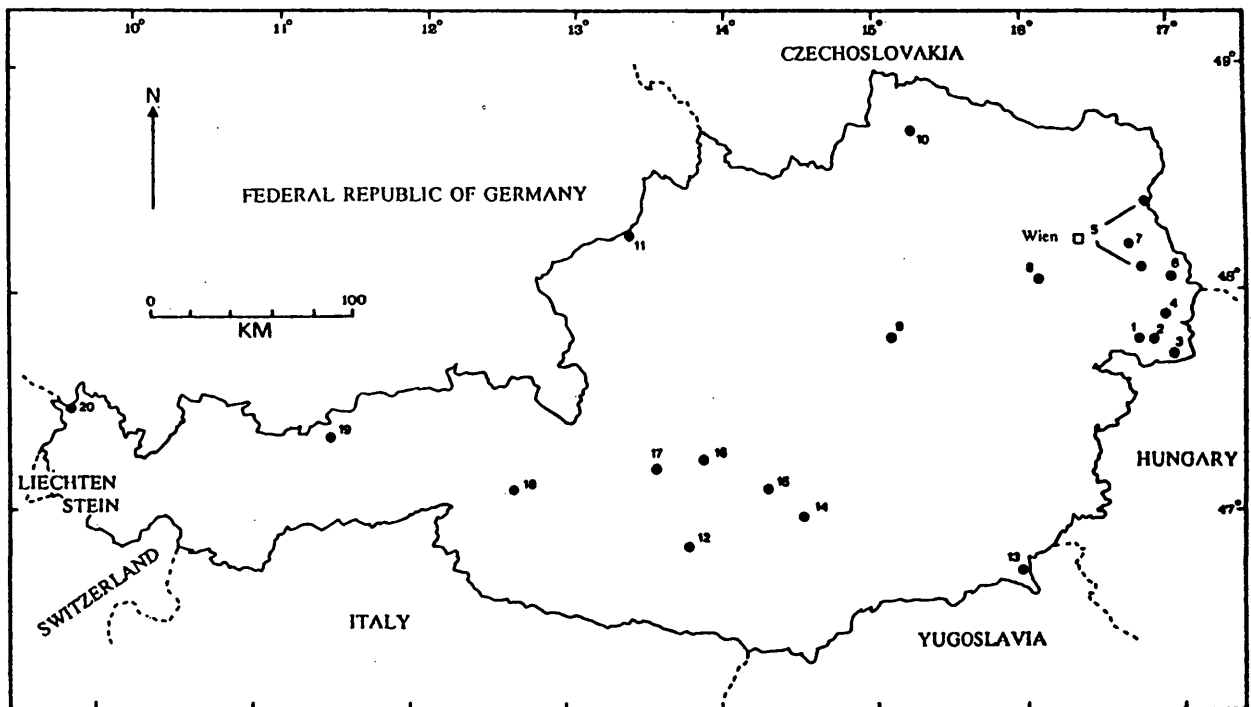 10° 11° 12° 13° 14° 15° 16° 17°
CZECHOSLOVAKIA
49°
N
10
FEDERAL REPUBLIC OF GERMANY
Wien
5
7
11
8
6
48°
0 100
KM
4
9
1 2
3
20
19
LIECHTEN
STEIN
17 16
HUNGARY
18
15
14
47°
12
13
SWITZERLAND
ITALY
YUGOSLAVIA